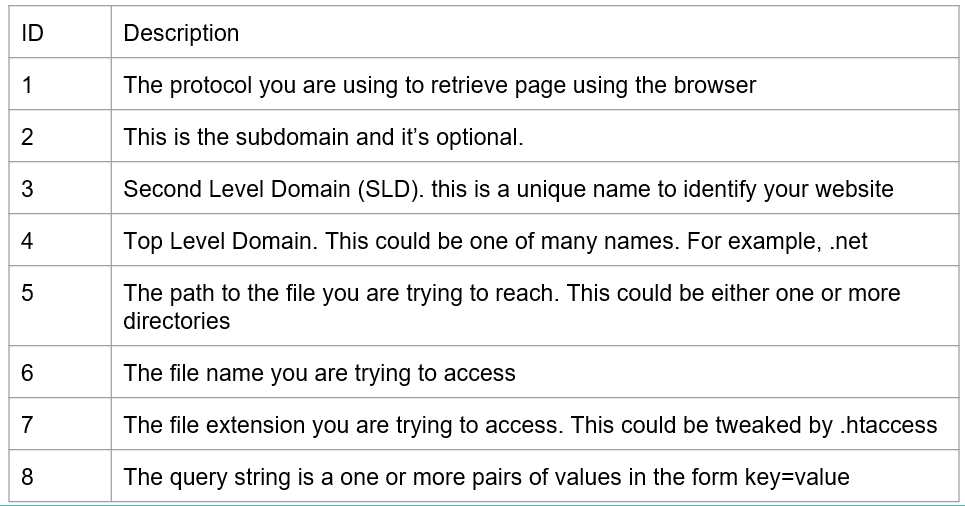 ID Description
1 The protocol you are using to retrieve page using the browser
2 This is the subdomain and it's optional.
3 Second Level Domain (SLD). this is a unique name to identify your website
4 Top Level Domain. This could be one of many names. For example, .net
5 The path to the file you are trying to reach. This could be either one or more
directories
6 The file name you are trying to access
7 The file extension you are trying to access. This could be tweaked by .htaccess
8 The query string is a one or more pairs of values in the form key=value